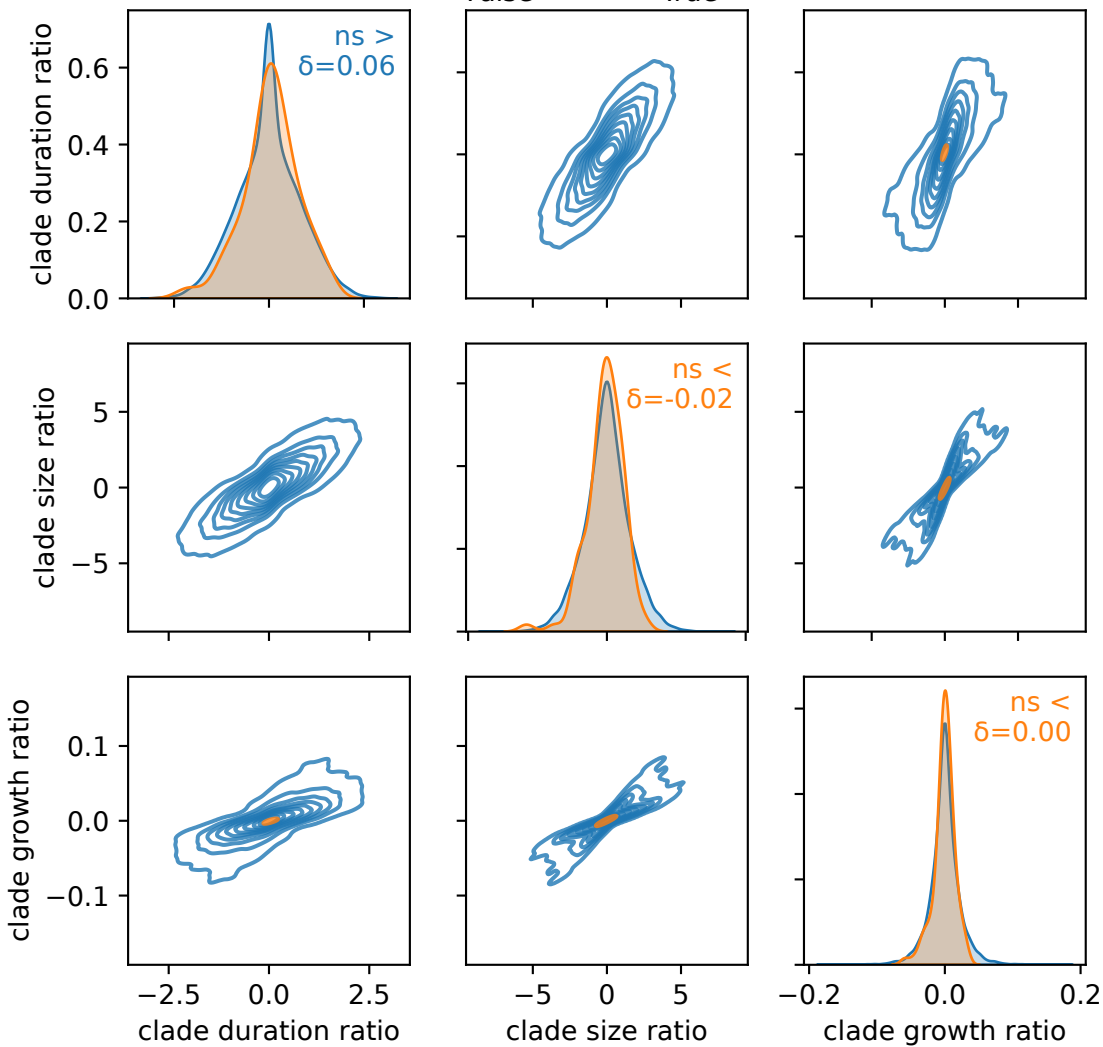 clade duration ratio
0.6
0.4
0.2
0.0
ns >
δ=0.06
clade size ratio
5
0
−5
ns <
δ=-0.02
clade growth ratio
0.1
0.0
−0.1
ns <
δ=0.00
−2.5 0.0 2.5
−5 0 5
−0.2 0.0 0.2
clade duration ratio
clade size ratio
clade growth ratio